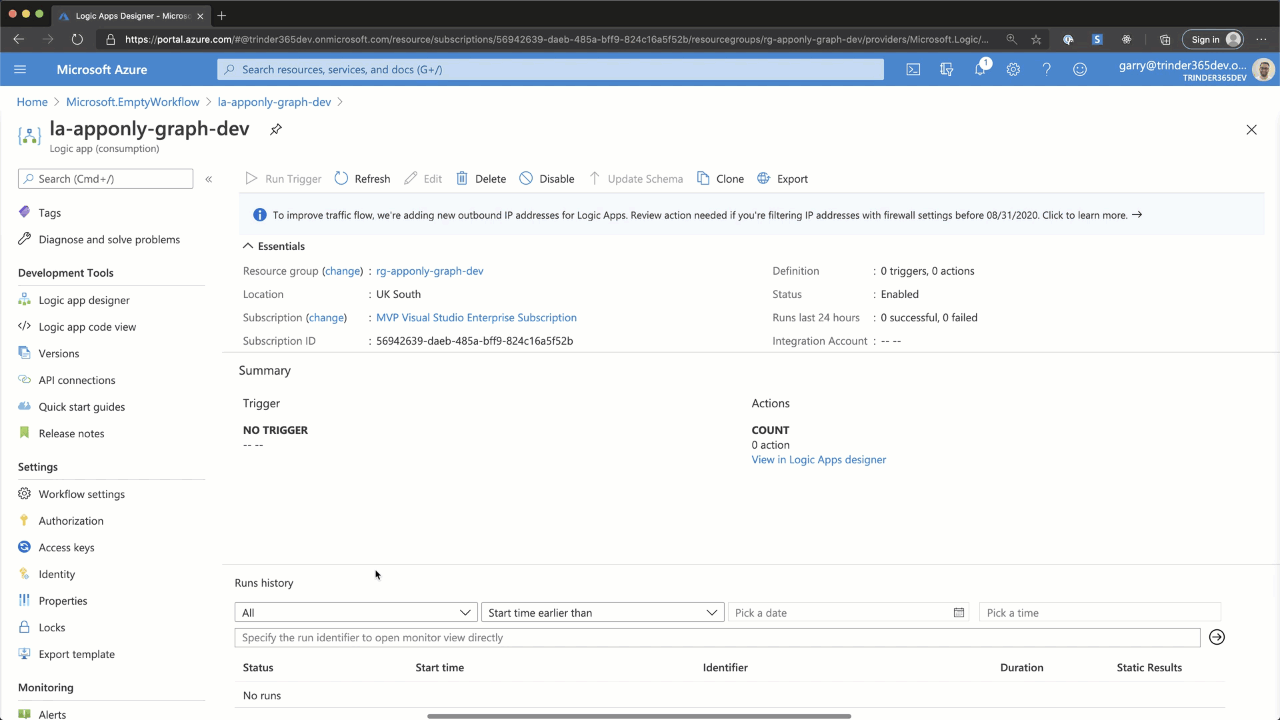 Logic Apps Designer - Micros
https://portal.azure.com/#@trinder365dev.onmicrosoft.com/resource/subscriptions/56942639-daeb-485a-bff9-824c16a5f52b/resourcegroups/rg-apponly-graph-dev/providers/Microsoft.Logic/...
Sign in
Microsoft Azure
Search resources, services, and docs (G+/)
1
garry@trinder365dev.o...
TRINDER365DEV
Home > Microsoft.EmptyWorkflow > la-apponly-graph-dev >
la-apponly-graph-dev
Logic app (consumption)
Search (Cmd+/)
«
Run Trigger
Refresh
Edit
Delete
Disable
Update Schema
Clone
Export
Tags
Diagnose and solve problems
Development Tools
Logic app designer
Logic app code view
Versions
API connections
Quick start guides
Release notes
Settings
Workflow settings
Authorization
Access keys
Identity
Properties
Locks
Export template
Monitoring
Alerts
To improve traffic flow, we're adding new outbound IP addresses for Logic Apps. Review action needed if you're filtering IP addresses with firewall settings before 08/31/2020. Click to learn more. →
Essentials
Resource group (change) : rg-apponly-graph-dev
Location : UK South
Subscription (change) : MVP Visual Studio Enterprise Subscription
Subscription ID : 56942639-daeb-485a-bff9-824c16a5f52b
Definition : 0 triggers, 0 actions
Status : Enabled
Runs last 24 hours : 0 successful, 0 failed
Integration Account : -- --
Summary
Trigger
NO TRIGGER
-- --
Actions
COUNT
0 action
View in Logic Apps designer
Runs history
All
Start time earlier than
Pick a date
Pick a time
Specify the run identifier to open monitor view directly
Status Start time Identifier Duration Static Results
No runs